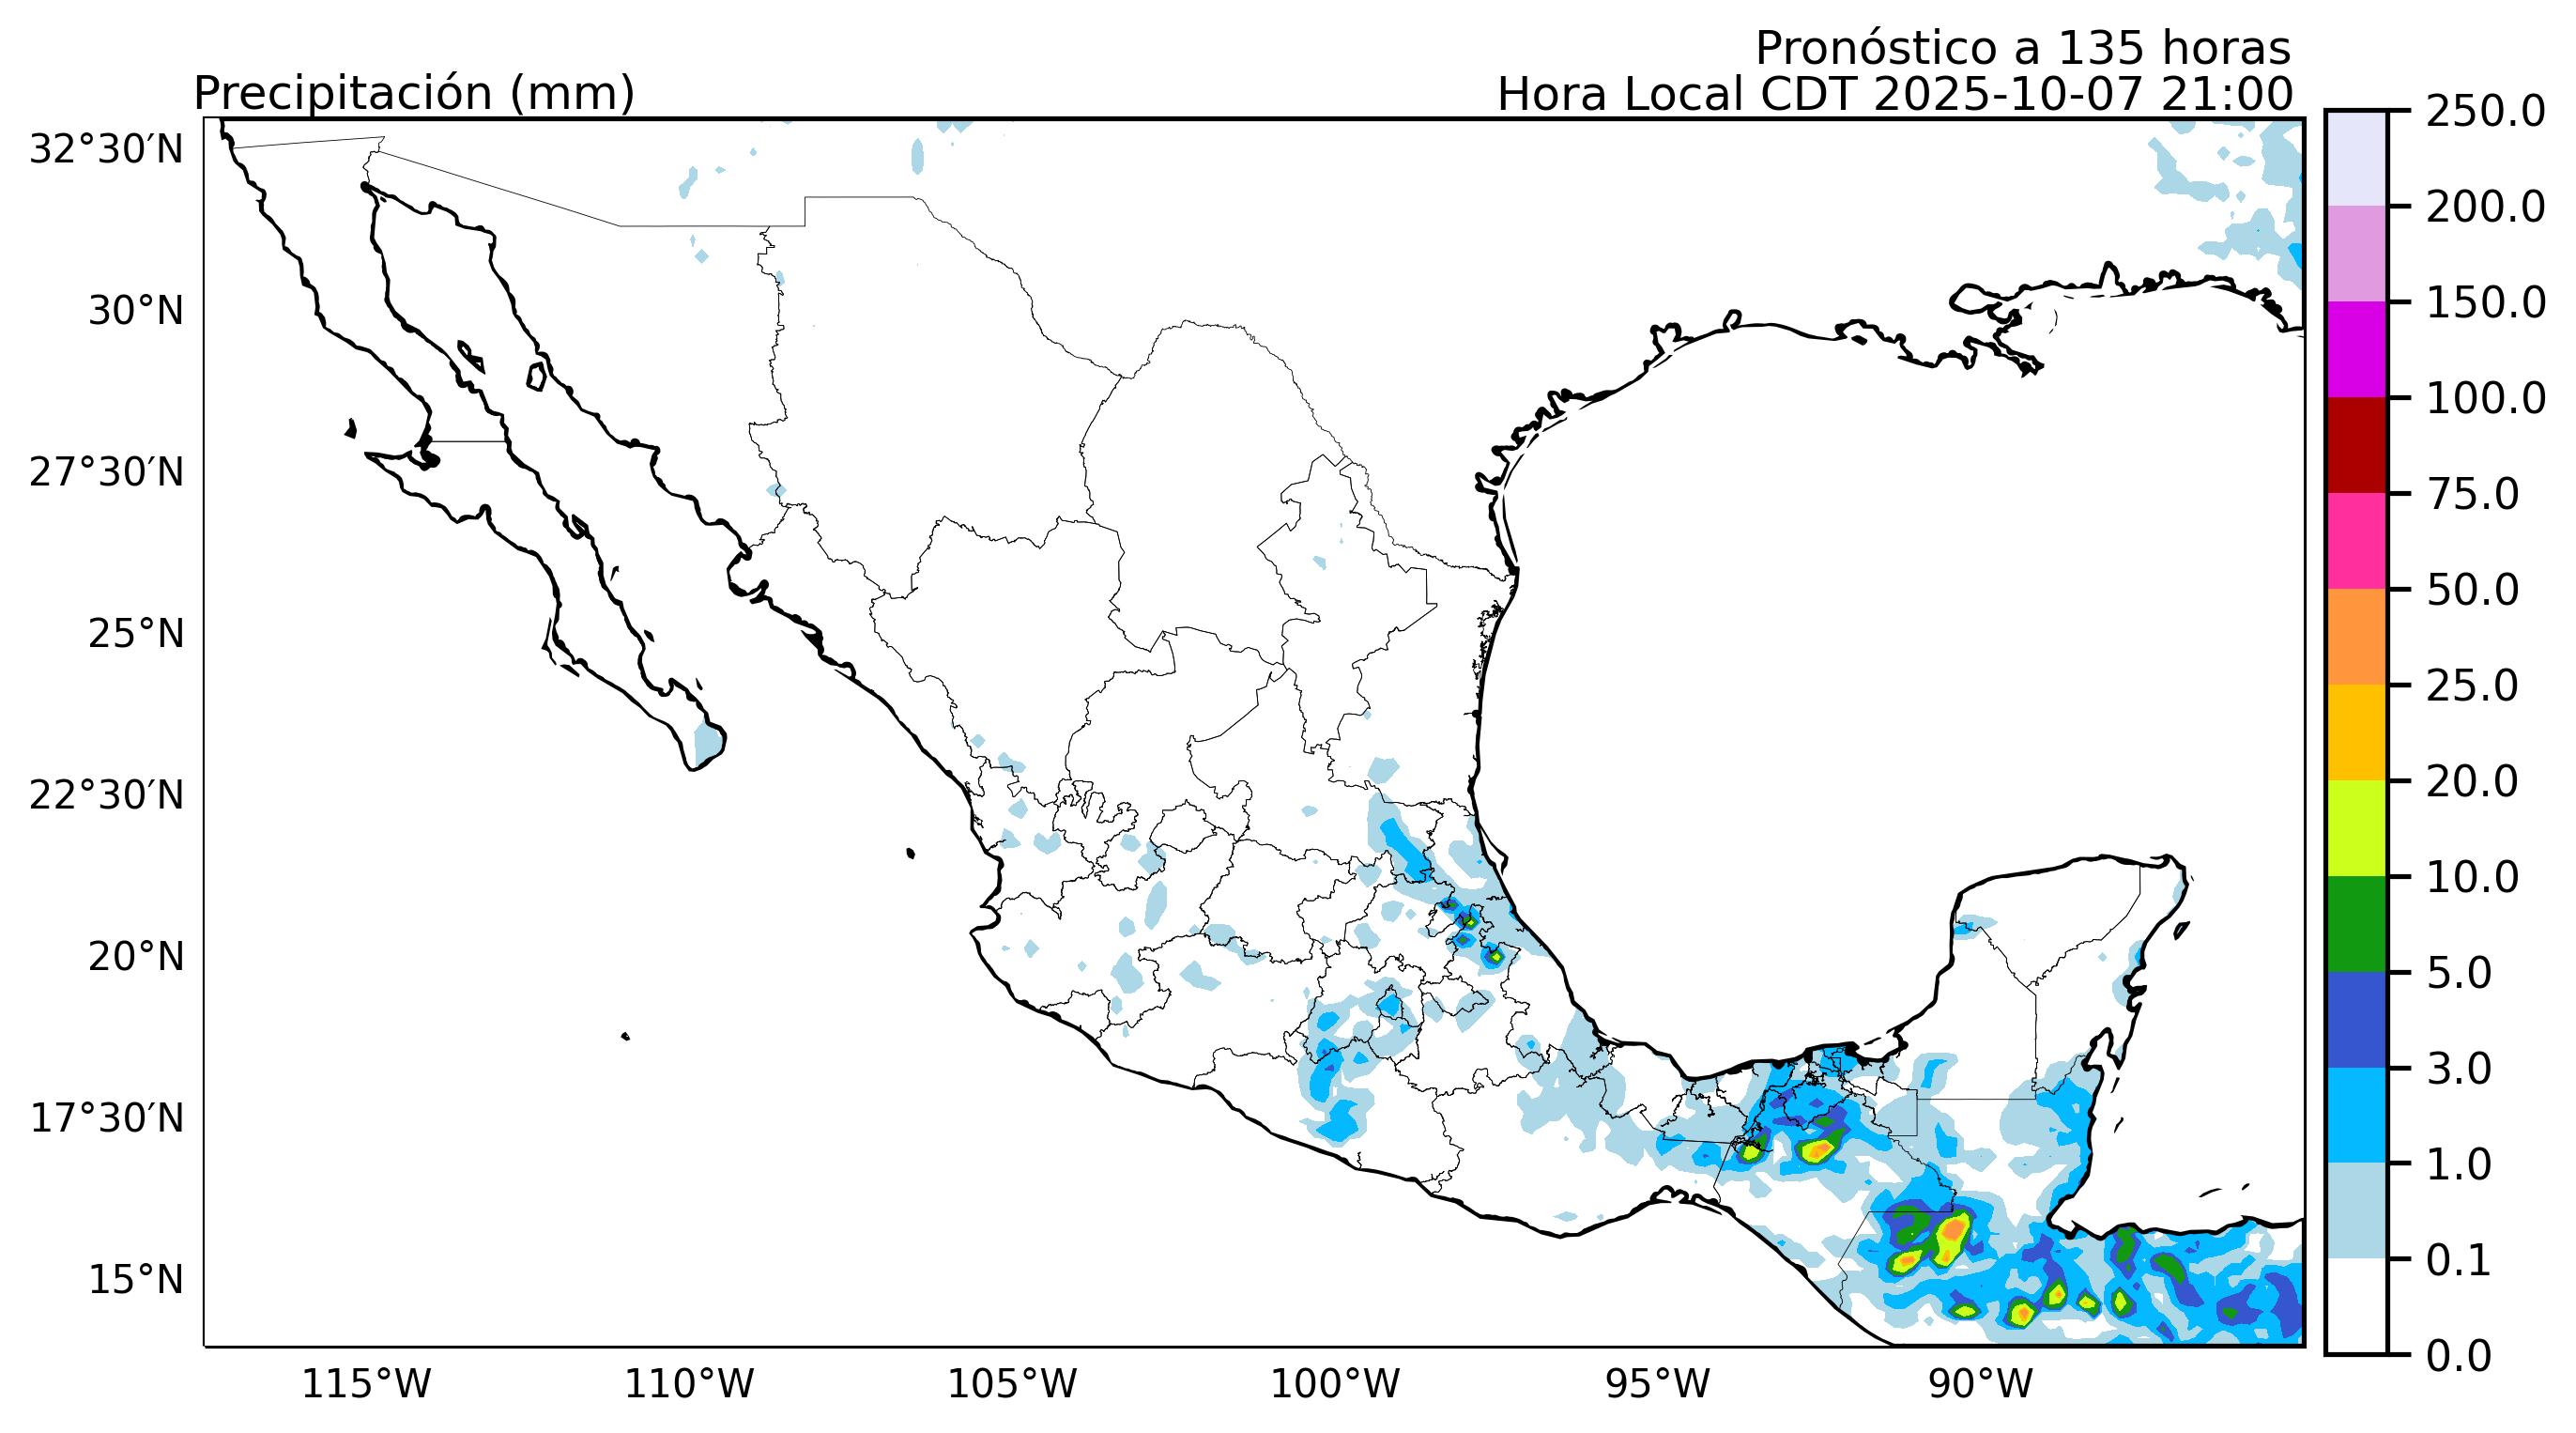 Pronóstico a 135 horas
Precipitación (mm)
Hora Local CDT 2025-10-07 21:00
32°30′N
30°N
27°30′N
25°N
22°30′N
20°N
17°30′N
15°N
115°W
110°W
105°W
100°W
95°W
90°W
250.0
200.0
150.0
100.0
75.0
50.0
25.0
20.0
10.0
5.0
3.0
1.0
0.1
0.0